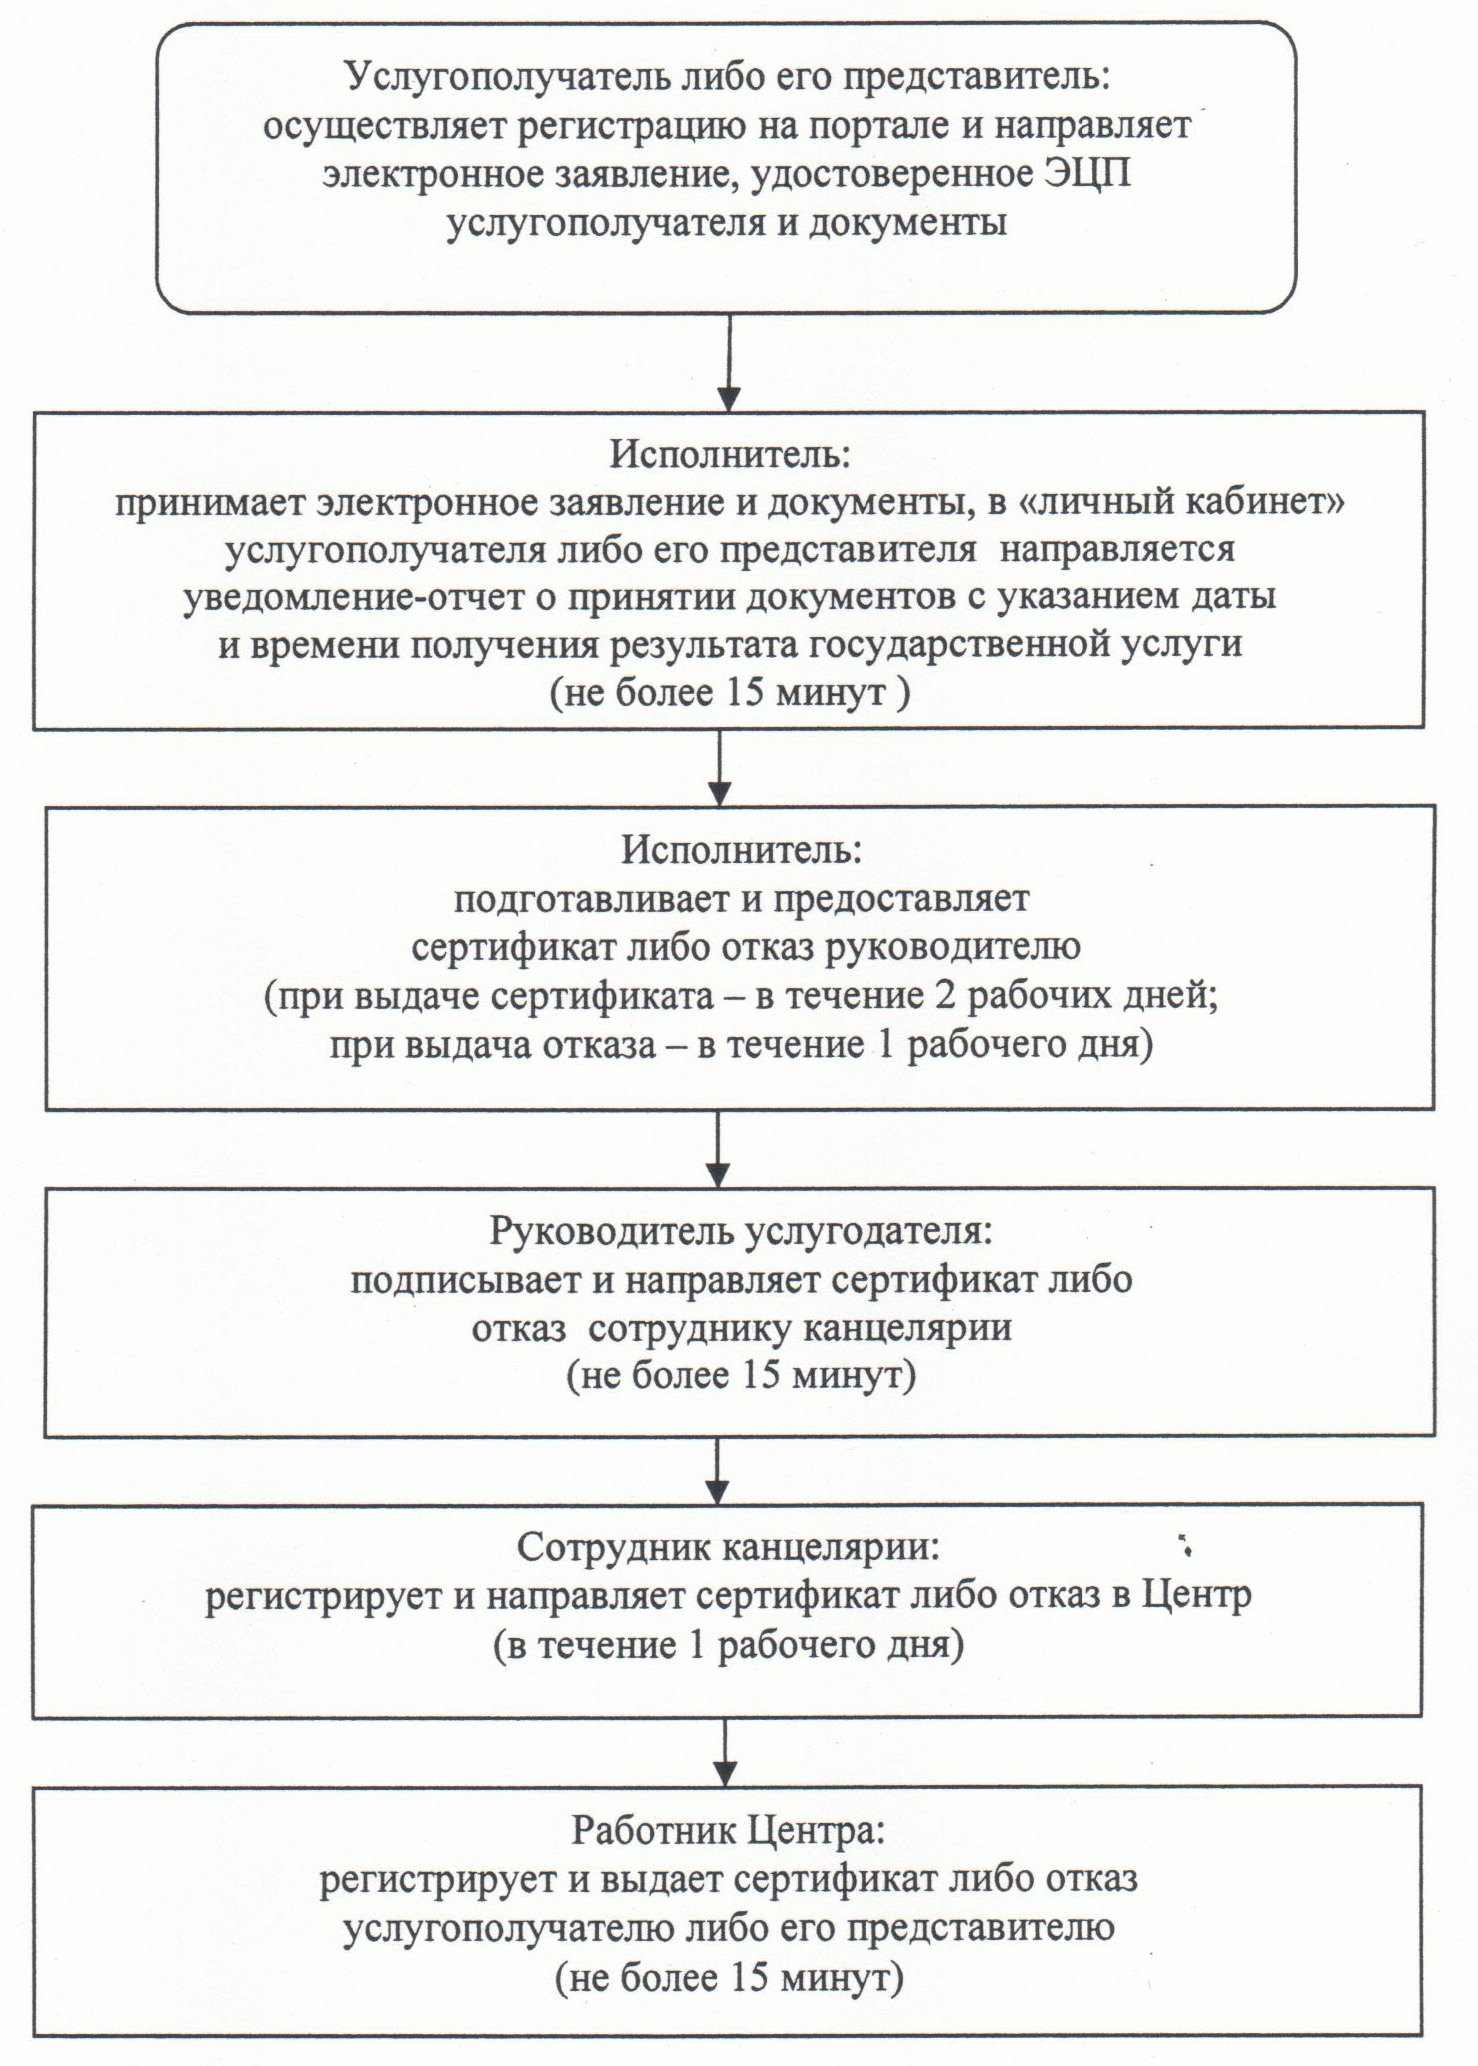 Услугополучатель либо его представитель:
осуществляет регистрацию на портале и направляет
электронное заявление, удостоверенное ЭЦП
услугополучателя и документы
Исполнитель:
принимает электронное заявление и документы, в «личный кабинет»
услугополучателя либо его представителя направляется
уведомление-отчет о принятии документов с указанием даты
и времени получения результата государственной услуги
(не более 15 минут )
Исполнитель:
подготавливает и предоставляет
сертификат либо отказ руководителю
(при выдаче сертификата – в течение 2 рабочих дней;
при выдача отказа – в течение 1 рабочего дня)
Руководитель услугодателя:
подписывает и направляет сертификат либо
отказ сотруднику канцелярии
(не более 15 минут)
Сотрудник канцелярии:
регистрирует и направляет сертификат либо отказ в Центр
(в течение 1 рабочего дня)
Работник Центра:
регистрирует и выдает сертификат либо отказ
услугополучателю либо его представителю
(не более 15 минут)